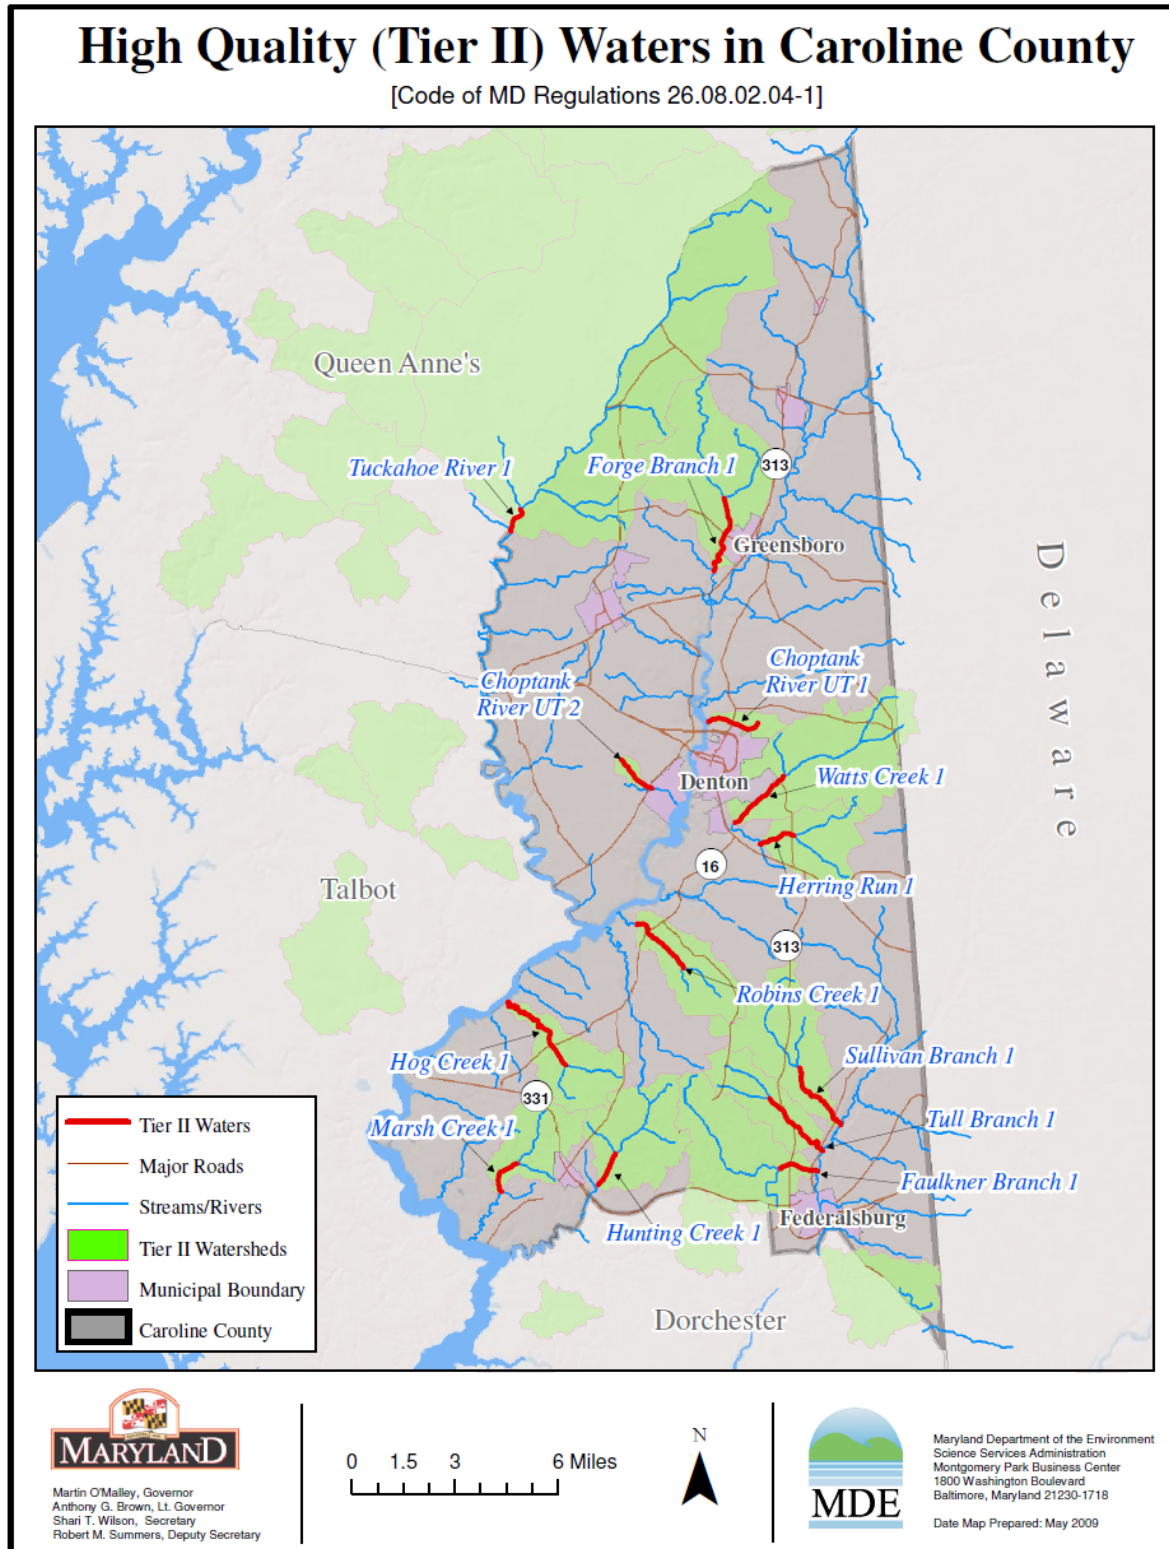 High Quality (Tier II) Waters in Caroline County
[Code of MD Regulations 26.08.02.04-1]
Queen Anne's
Tuckahoe River 1
Forge Branch 1
313
Greensboro
Delaware
Choptank
River UT 1
Choptank
River UT 2
Denton
Watts Creek 1
16
Herring Run 1
Talbot
313
Robins Creek 1
Hog Creek 1
Sullivan Branch 1
331
Marsh Creek 1
Tull Branch 1
Faulkner Branch 1
Federalsburg
Hunting Creek 1
Dorchester
Tier II Waters
Major Roads
Streams/Rivers
Tier II Watersheds
Municipal Boundary
Caroline County
MARYLAND
Martin O'Malley, Governor
Anthony G. Brown, Lt. Governor
Shari T. Wilson, Secretary
Robert M. Summers, Deputy Secretary
0 1.5 3 6 Miles
N
MDE
Maryland Department of the Environment
Science Services Administration
Montgomery Park Business Center
1800 Washington Boulevard
Baltimore, Maryland 21230-1718
Date Map Prepared: May 2009